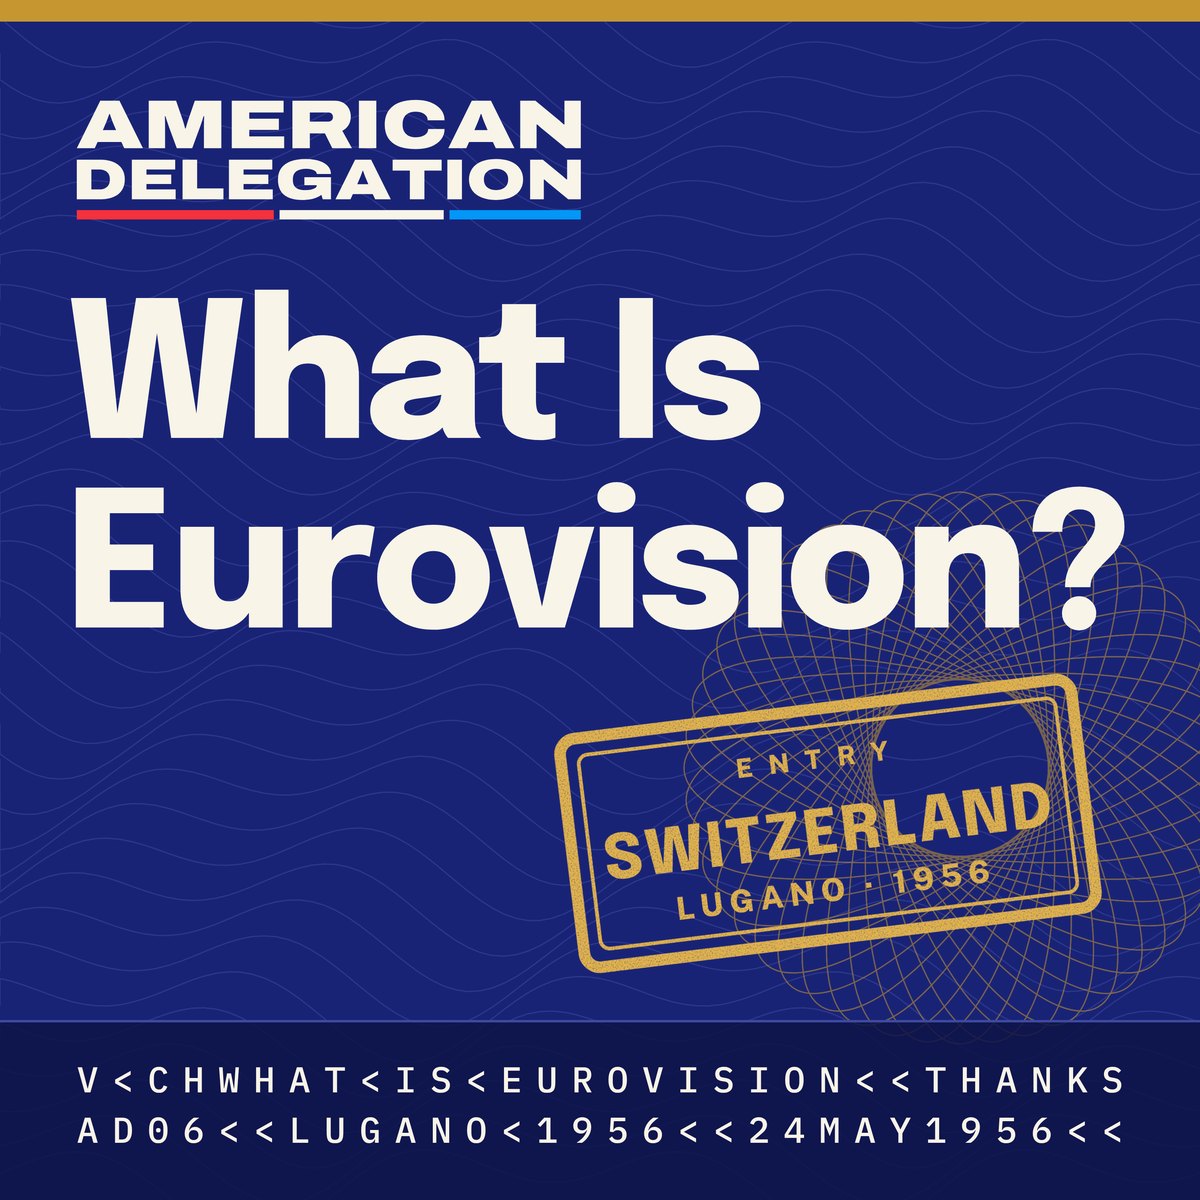 AMERICAN
DELEGATION
What Is
Eurovision?
ENTRY
SWITZERLAND
LUGANO · 1956
V<CHWHAT<IS<EUROVISION<<THANKS
AD06<<LUGANO<1956<<24MAY1956<<